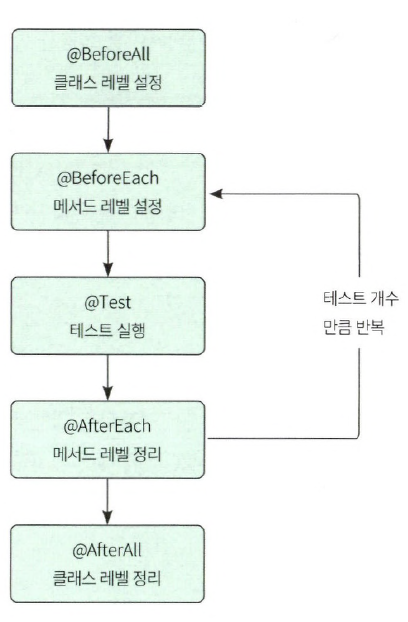 @BeforeAll
클래스 레벨 설정
@BeforeEach
메서드 레벨 설정
@Test
테스트 실행
테스트 개수
만큼 반복
@AfterEach
메서드 레벨 정리
@AfterAll
클래스 레벨 정리